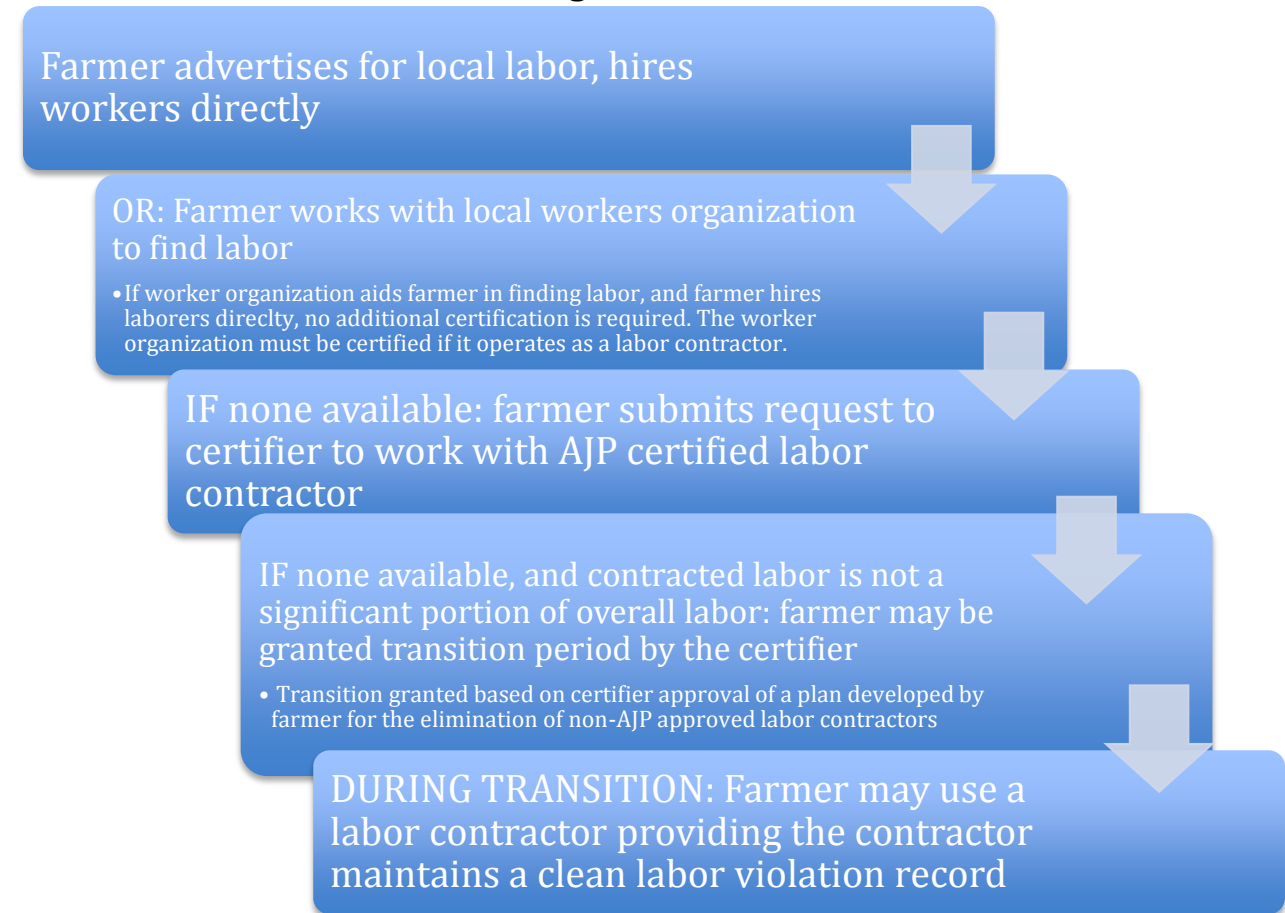 Farmer advertises for local labor, hires
workers directly
OR: Farmer works with local workers organization
to find labor
•If worker organization aids farmer in finding labor, and farmer hires
laborers direclty, no additional certification is required. The worker
organization must be certified if it operates as a labor contractor.
IF none available: farmer submits request to
certifier to work with AJP certified labor
contractor
IF none available, and contracted labor is not a
significant portion of overall labor: farmer may be
granted transition period by the certifier
• Transition granted based on certifier approval of a plan developed by
farmer for the elimination of non-AJP approved labor contractors
DURING TRANSITION: Farmer may use a
labor contractor providing the contractor
maintains a clean labor violation record